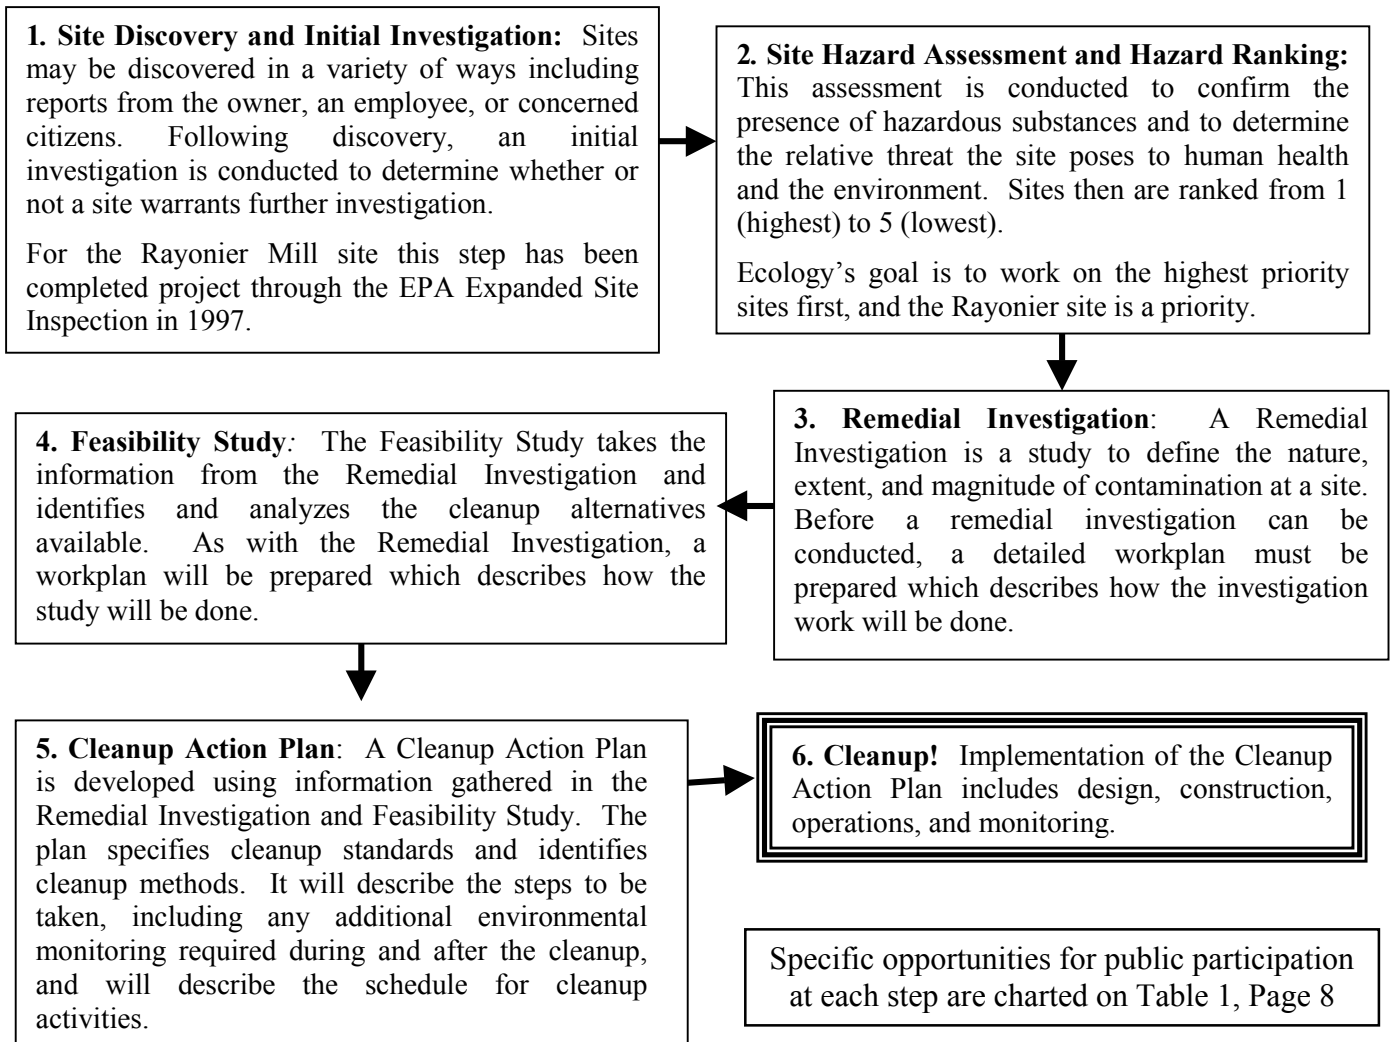 1. Site Discovery and Initial Investigation: Sites
may be discovered in a variety of ways including
reports from the owner, an employee, or concerned
citizens. Following discovery, an initial
investigation is conducted to determine whether or
not a site warrants further investigation.
For the Rayonier Mill site this step has been
completed project through the EPA Expanded Site
Inspection in 1997.
2. Site Hazard Assessment and Hazard Ranking:
This assessment is conducted to confirm the
presence of hazardous substances and to determine
the relative threat the site poses to human health
and the environment. Sites then are ranked from 1
(highest) to 5 (lowest).
Ecology’s goal is to work on the highest priority
sites first, and the Rayonier site is a priority.
3. Remedial Investigation: A Remedial
Investigation is a study to define the nature,
extent, and magnitude of contamination at a site.
Before a remedial investigation can be
conducted, a detailed workplan must be
prepared which describes how the investigation
work will be done.
4. Feasibility Study: The Feasibility Study takes the
information from the Remedial Investigation and
identifies and analyzes the cleanup alternatives
available. As with the Remedial Investigation, a
workplan will be prepared which describes how the
study will be done.
5. Cleanup Action Plan: A Cleanup Action Plan
is developed using information gathered in the
Remedial Investigation and Feasibility Study. The
plan specifies cleanup standards and identifies
cleanup methods. It will describe the steps to be
taken, including any additional environmental
monitoring required during and after the cleanup,
and will describe the schedule for cleanup
activities.
6. Cleanup! Implementation of the Cleanup
Action Plan includes design, construction,
operations, and monitoring.
Specific opportunities for public participation
at each step are charted on Table 1, Page 8